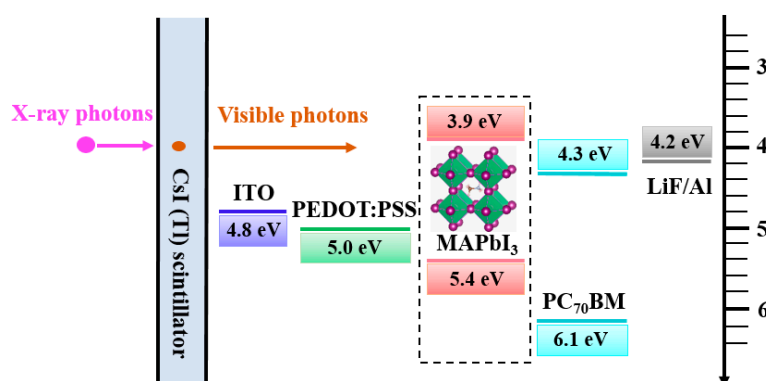 X-ray photons
CsI (Tl) scintillator
Visible photons
ITO
4.8 eV
PEDOT:PSS
5.0 eV
3.9 eV
MAPbI₃
5.4 eV
4.3 eV
PC₇₀BM
6.1 eV
4.2 eV
LiF/Al
3
4
5
6